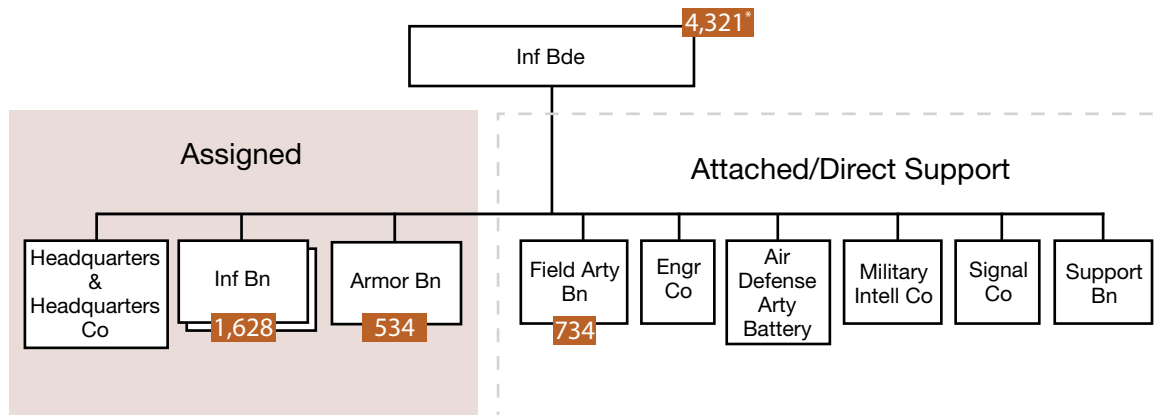 4,321*
Inf Bde
Assigned
Attached/Direct Support
Headquarters
&
Headquarters
Co
Inf Bn
1,628
Armor Bn
534
Field Arty
Bn
734
Engr
Co
Air
Defense
Arty
Battery
Military
Intell Co
Signal
Co
Support
Bn